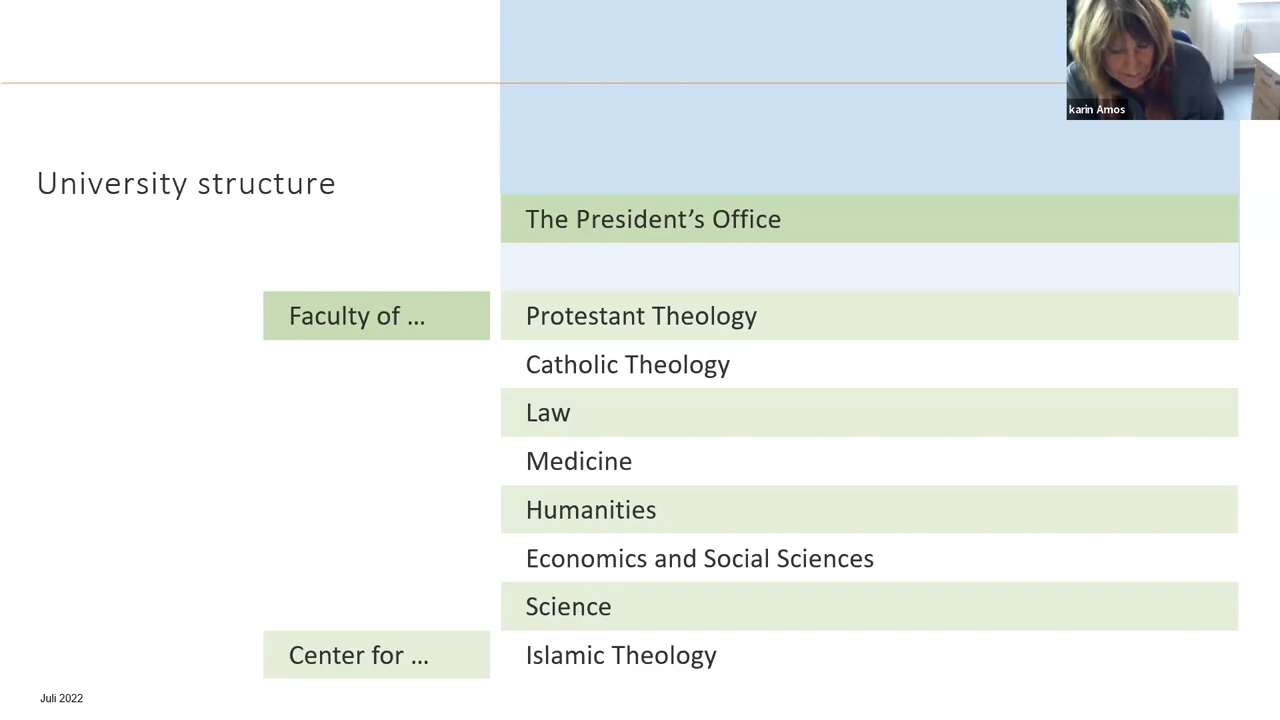 karin Amos
University structure
The President’s Office
Faculty of ...
Protestant Theology
Catholic Theology
Law
Medicine
Humanities
Economics and Social Sciences
Science
Center for ...
Islamic Theology
Juli 2022